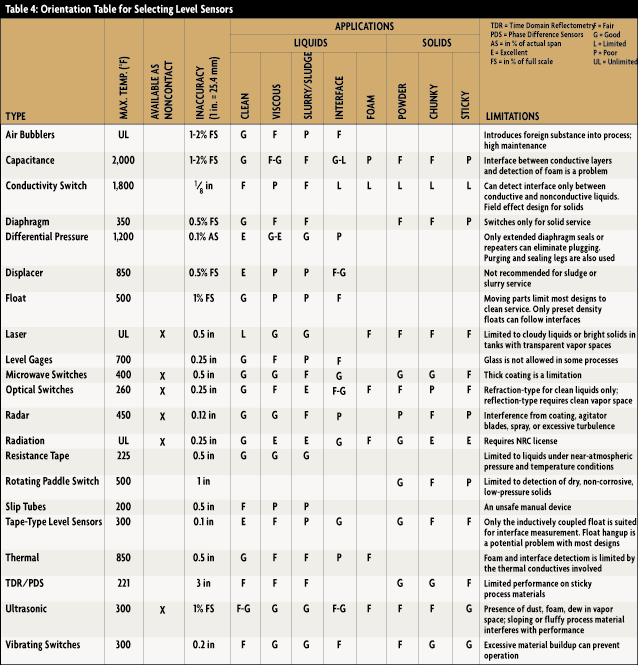 Table 4: Orientation Table for Selecting Level Sensors
APPLICATIONS
TDR = Time Domain Reflectometry F = Fair
PDS = Phase Difference Sensors G = Good
AS = in % of actual span L = Limited
E = Excellent P = Poor
FS = in % of full scale UL = Unlimited
LIQUIDS SOLIDS
TYPE MAX. TEMP. (°F) AVAILABLE AS NONCONTACT INACCURACY (1 in. = 25.4 mm) CLEAN VISCOUS SLURRY/SLUDGE INTERFACE FOAM POWDER CHUNKY STICKY LIMITATIONS
Air Bubblers UL 1-2% FS G F P F Introduces foreign substance into process;
high maintenance
Capacitance 2,000 1-2% FS G F-G F G-L P F F P Interface between conductive layers
and detection of foam is a problem
Conductivity Switch 1,800 1/8 in F P F L L L L L Can detect interface only between
conductive and nonconductive liquids.
Field effect design for solids
Diaphragm 350 0.5% FS G F F F F P Switches only for solid service
Differential Pressure 1,200 0.1% AS E G-E G P Only extended diaphragm seals or
repeaters can eliminate plugging.
Purging and sealing legs are also used
Displacer 850 0.5% FS E P P F-G Not recommended for sludge or
slurry service
Float 500 1% FS G P P F Moving parts limit most designs to
clean service. Only preset density
floats can follow interfaces
Laser UL X 0.5 in L G G F F F F Limited to cloudy liquids or bright solids in
tanks with transparent vapor spaces
Level Gages 700 0.25 in G F P F Glass is not allowed in some processes
Microwave Switches 400 X 0.5 in G G F G G G F Thick coating is a limitation
Optical Switches 260 X 0.25 in G F E F-G F F P F Refraction-type for clean liquids only;
reflection-type requires clean vapor space
Radar 450 X 0.12 in G G F P P F P Interference from coating, agitator
blades, spray, or excessive turbulence
Radiation UL X 0.25 in G E E G F G E E Requires NRC license
Resistance Tape 225 0.5 in G G G Limited to liquids under near-atmospheric
pressure and temperature conditions
Rotating Paddle Switch 500 1 in G F P Limited to detection of dry, non-corrosive,
low-pressure solids
Slip Tubes 200 0.5 in F P P An unsafe manual device
Tape-Type Level Sensors 300 0.1 in E F P G G F F Only the inductively coupled float is suited
for interface measurement. Float hangup is
a potential problem with most designs
Thermal 850 0.5 in G F F P F Foam and interface detectiom is limited by
the thermal conductives involved
TDR/PDS 221 3 in F F F G G F Limited performance on sticky
process materials
Ultrasonic 300 X 1% FS F-G G G F-G F F F G Presence of dust, foam, dew in vapor
space; sloping or fluffy process material
interferes with performance
Vibrating Switches 300 0.2 in F G G F F G G Excessive material buildup can prevent
operation